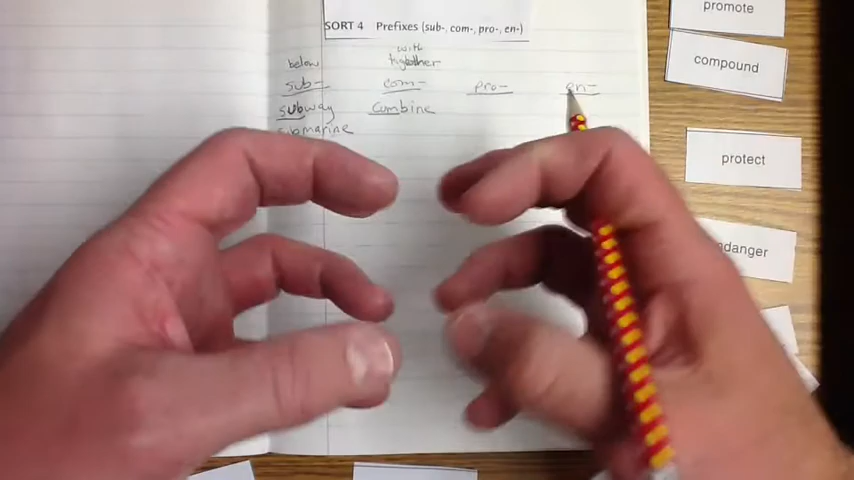 SORT 4 Prefixes (sub-, com-, pro-, en-)
with
below together
sub- com- pro- en-
subway combine
submarine
promote
compound
protect
endanger